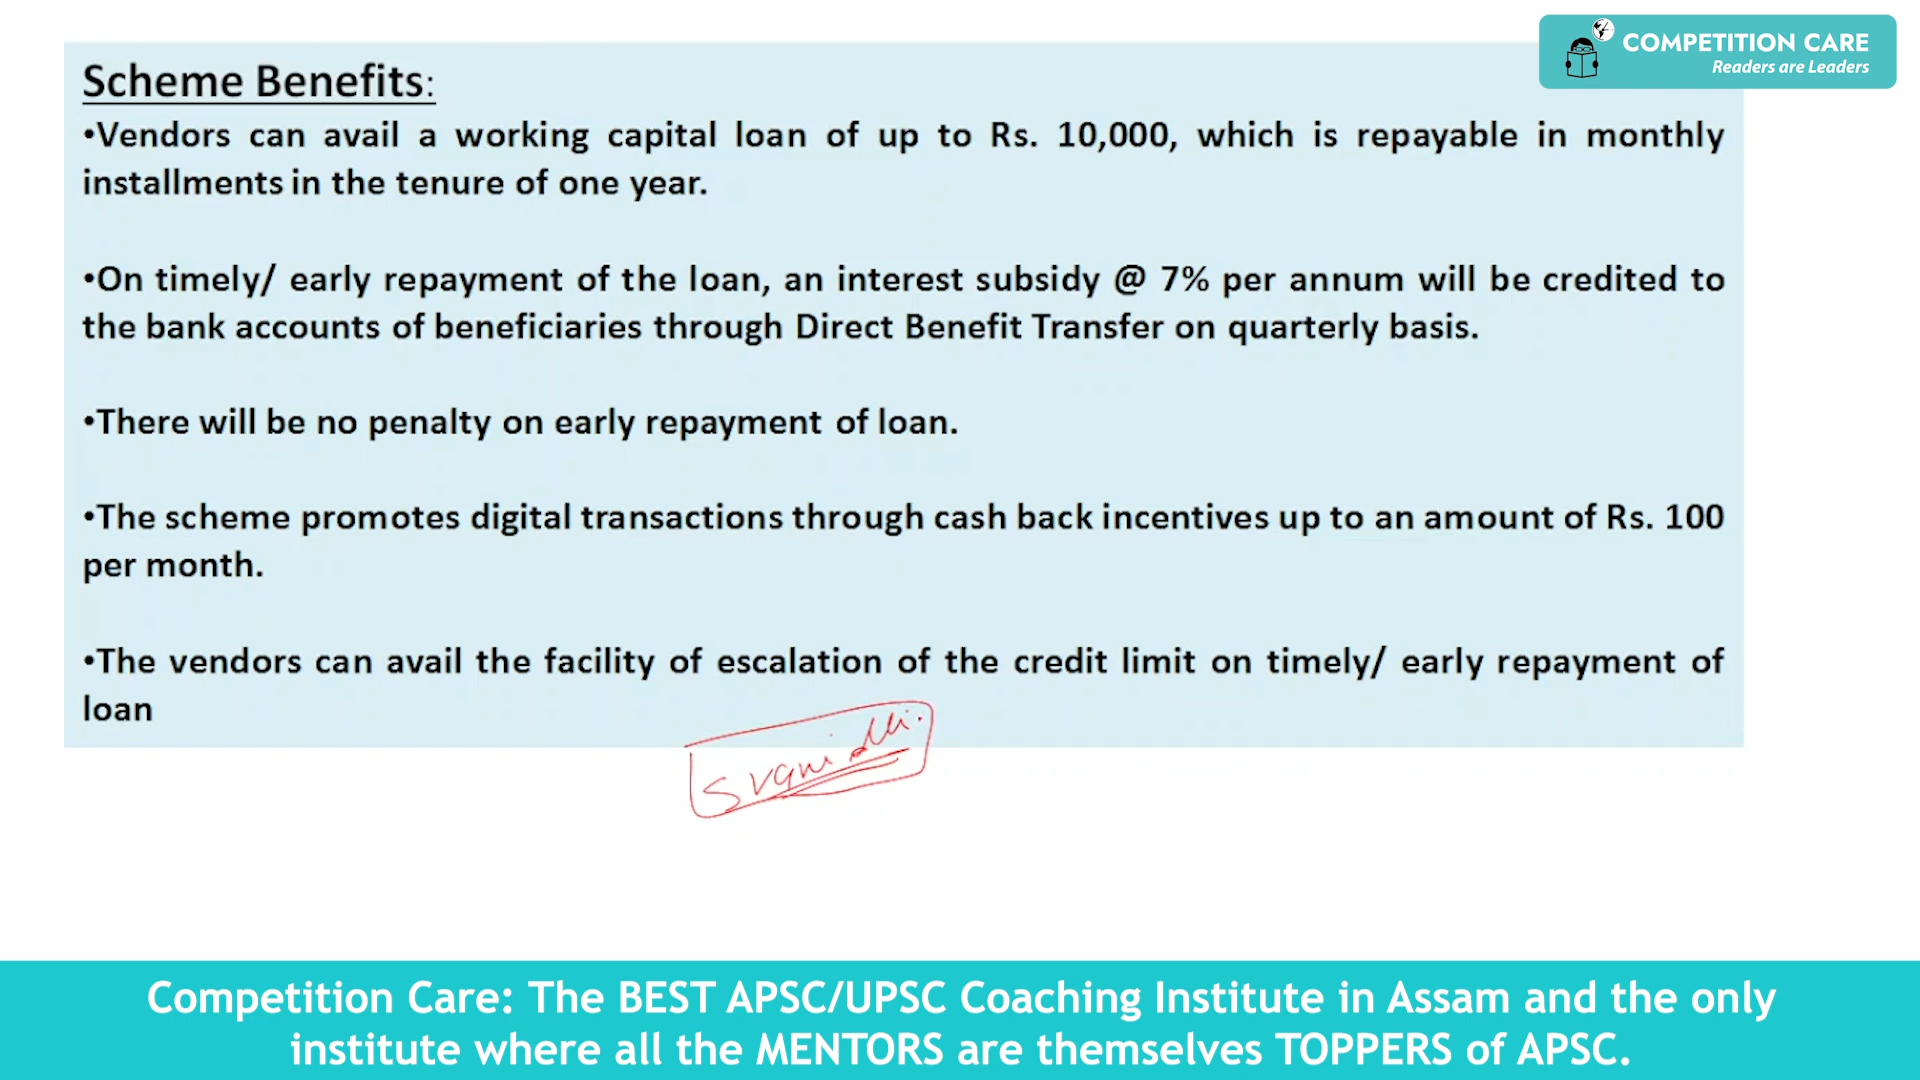 COMPETITION CARE
Readers are Leaders
Scheme Benefits:
•Vendors can avail a working capital loan of up to Rs. 10,000, which is repayable in monthly
installments in the tenure of one year.
•On timely/ early repayment of the loan, an interest subsidy @ 7% per annum will be credited to
the bank accounts of beneficiaries through Direct Benefit Transfer on quarterly basis.
•There will be no penalty on early repayment of loan.
•The scheme promotes digital transactions through cash back incentives up to an amount of Rs. 100
per month.
•The vendors can avail the facility of escalation of the credit limit on timely/ early repayment of
loan
Svanidhi.
Competition Care: The BEST APSC/UPSC Coaching Institute in Assam and the only
institute where all the MENTORS are themselves TOPPERS of APSC.